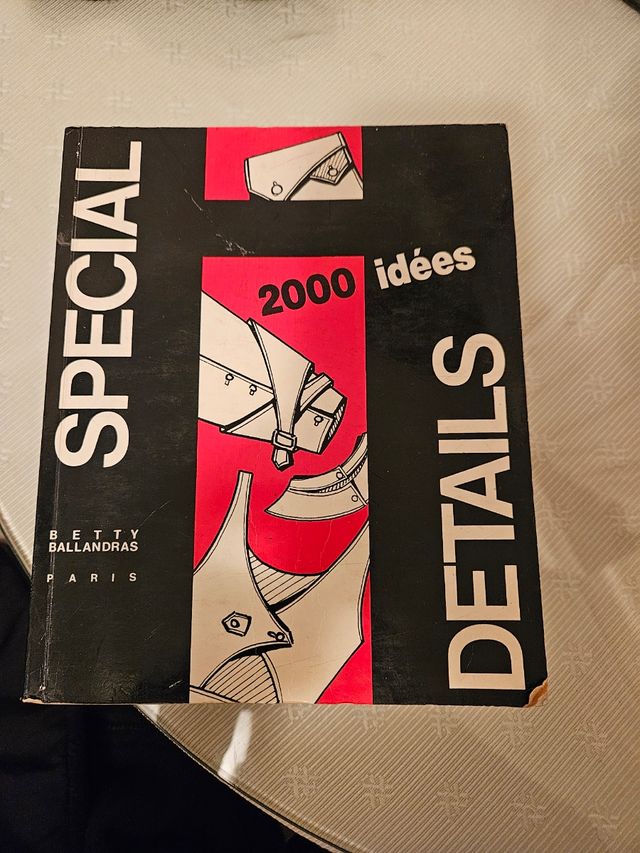 SPECIAL
2000 idées
DETAILS
BETTY
BALLANDRAS
PARIS